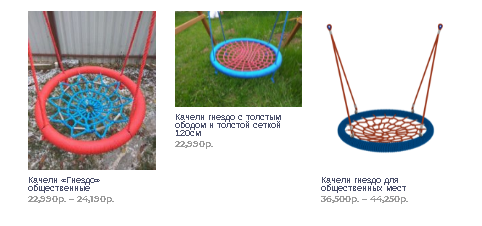 Качели «Гнездо»
общественные
22,990р. – 24,190р.
Качели гнездо с толстым
ободом и толстой сеткой
120см
22,990р.
Качели гнездо для
общественных мест
36,500р. – 44,250р.